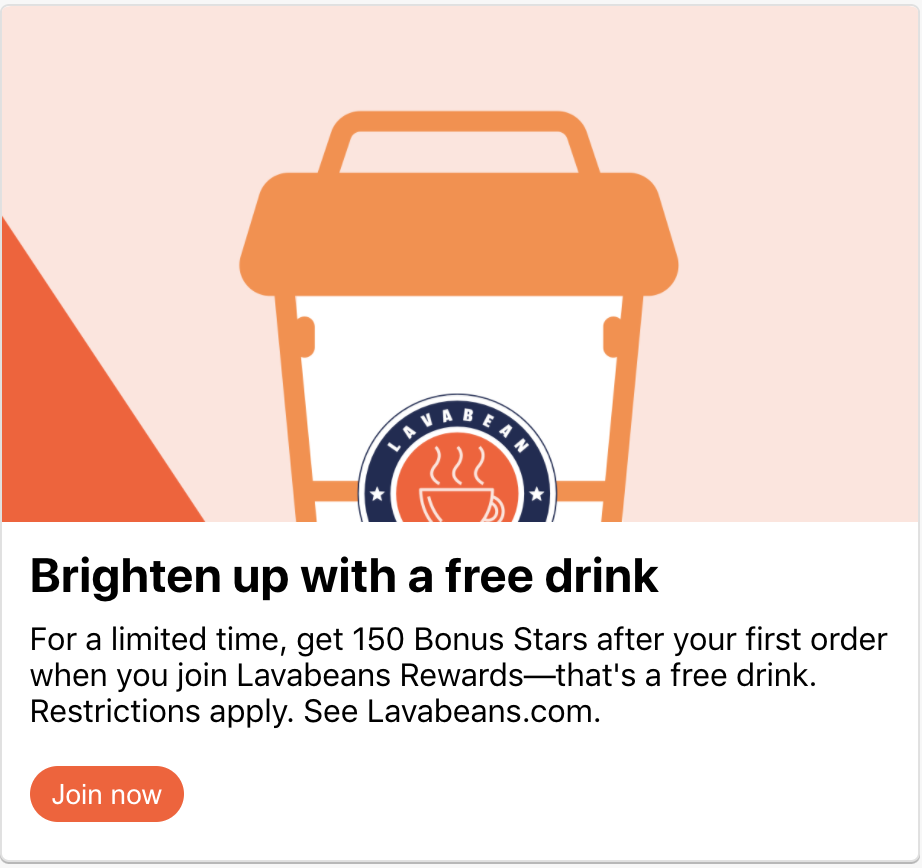 LAVABEAN
Brighten up with a free drink
For a limited time, get 150 Bonus Stars after your first order
when you join Lavabeans Rewards—that's a free drink.
Restrictions apply. See Lavabeans.com.
Join now